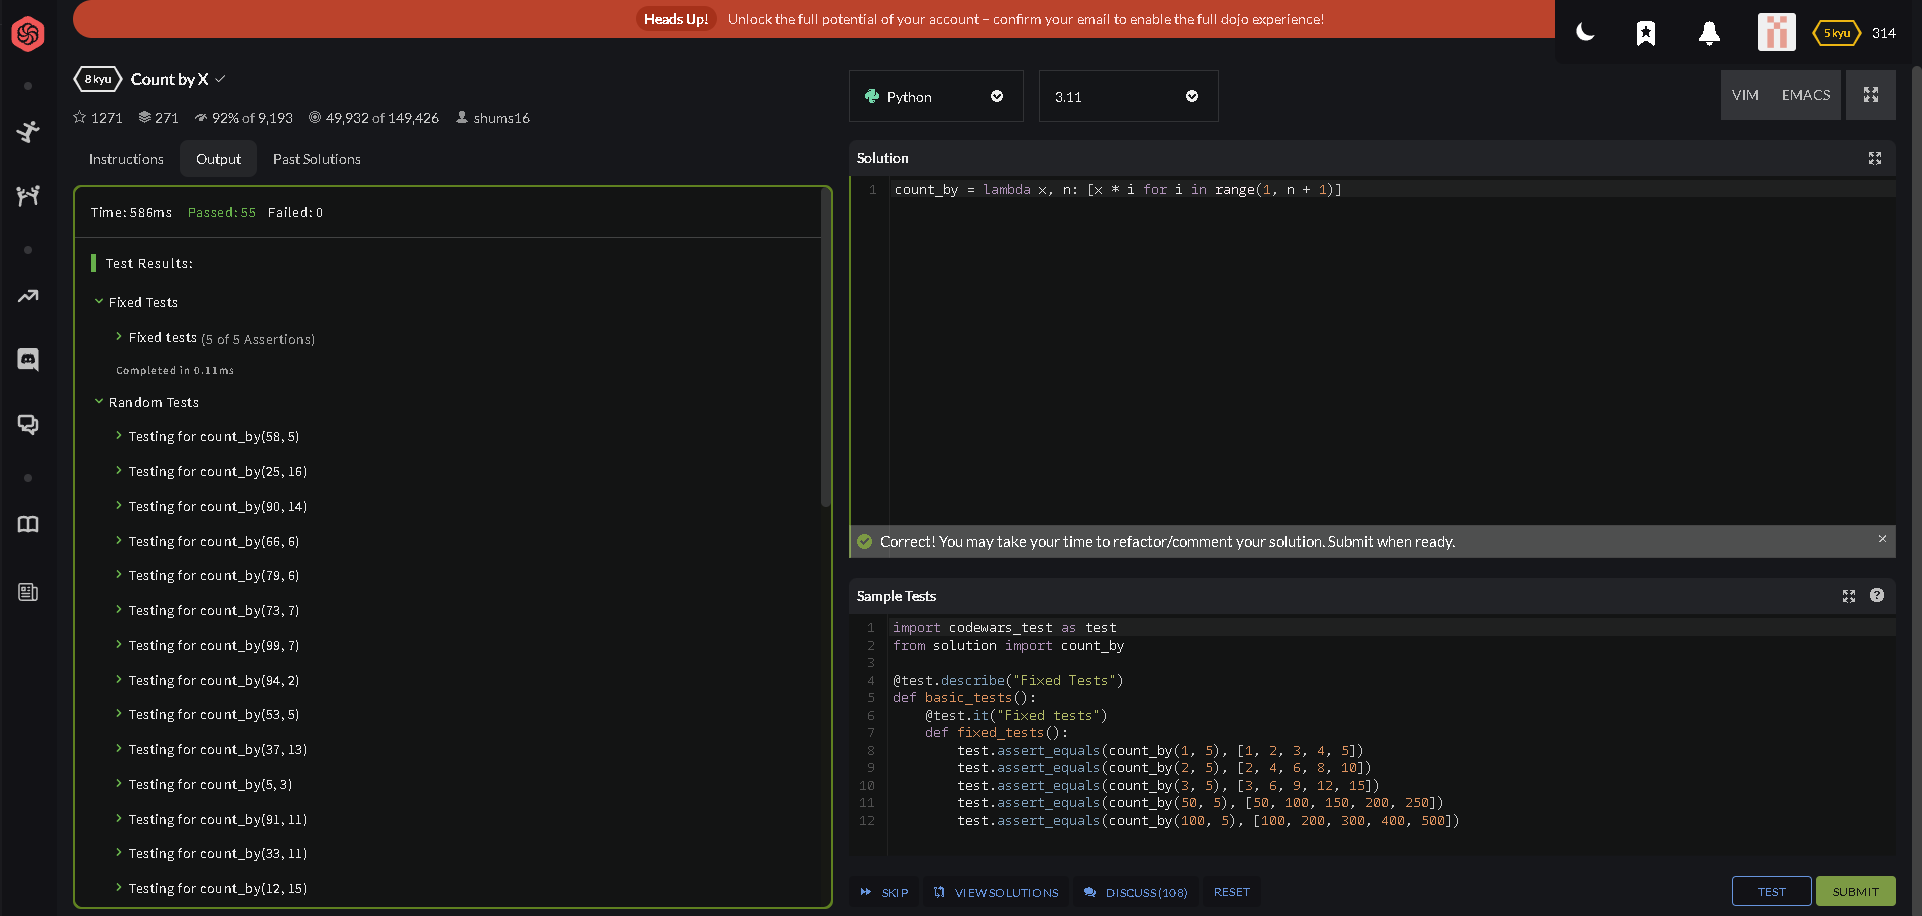 Heads Up! Unlock the full potential of your account – confirm your email to enable the full dojo experience!
5 kyu 314
8 kyu Count by X
1271 271 92% of 9,193 49,932 of 149,426 shums16
Instructions Output Past Solutions
Time: 586ms Passed: 55 Failed: 0
Test Results:
Fixed Tests
Fixed tests (5 of 5 Assertions)
Completed in 0.11ms
Random Tests
Testing for count_by(58, 5)
Testing for count_by(25, 16)
Testing for count_by(90, 14)
Testing for count_by(66, 6)
Testing for count_by(79, 6)
Testing for count_by(73, 7)
Testing for count_by(99, 7)
Testing for count_by(94, 2)
Testing for count_by(53, 5)
Testing for count_by(37, 13)
Testing for count_by(5, 3)
Testing for count_by(91, 11)
Testing for count_by(33, 11)
Testing for count_by(12, 15)
Python 3.11
VIM EMACS
Solution
1 count_by = lambda x, n: [x * i for i in range(1, n + 1)]
Correct! You may take your time to refactor/comment your solution. Submit when ready.
Sample Tests
1 import codewars_test as test
2 from solution import count_by
3
4 @test.describe("Fixed Tests")
5 def basic_tests():
6     @test.it("Fixed tests")
7     def fixed_tests():
8         test.assert_equals(count_by(1, 5), [1, 2, 3, 4, 5])
9         test.assert_equals(count_by(2, 5), [2, 4, 6, 8, 10])
10         test.assert_equals(count_by(3, 5), [3, 6, 9, 12, 15])
11         test.assert_equals(count_by(50, 5), [50, 100, 150, 200, 250])
12         test.assert_equals(count_by(100, 5), [100, 200, 300, 400, 500])
SKIP VIEW SOLUTIONS DISCUSS (108) RESET TEST SUBMIT